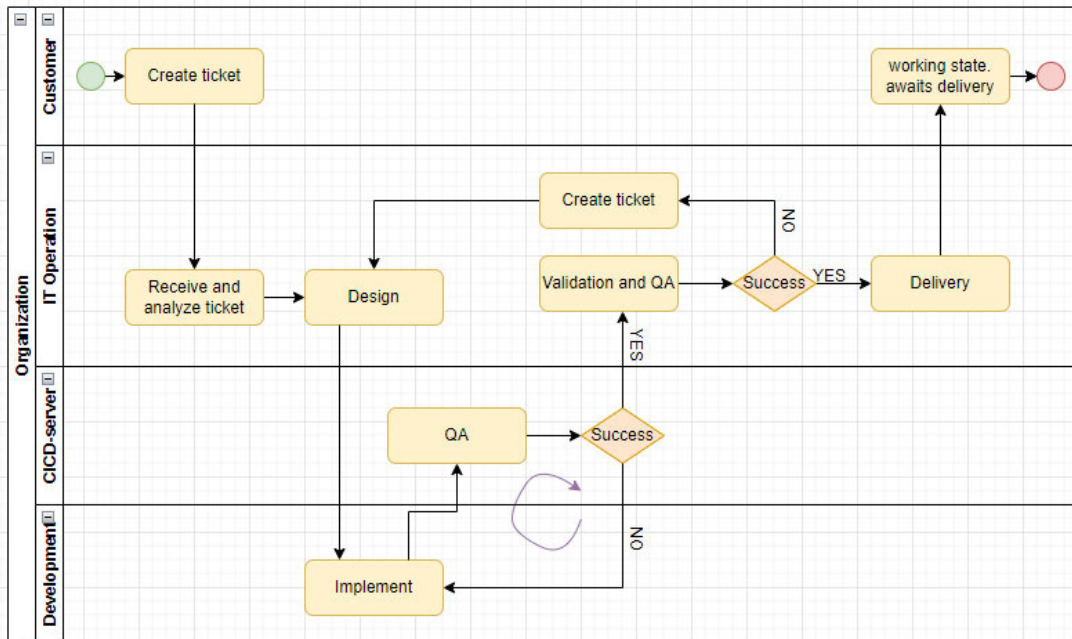 Organization
Customer
Create ticket
working state.
awaits delivery
IT Operation
Create ticket
NO
Receive and
analyze ticket
Design
Validation and QA
Success
YES
Delivery
YES
CICD-server
QA
Success
NO
Development
Implement